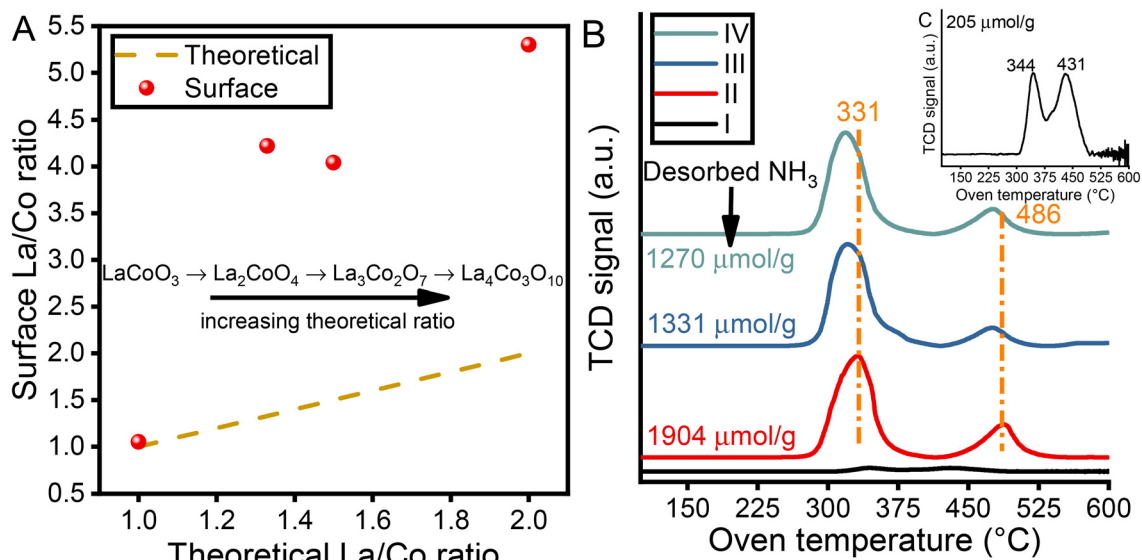 A
5.5
5.0
4.5
4.0
3.5
3.0
2.5
2.0
1.5
1.0
0.5
Surface La/Co ratio
Theoretical
Surface
LaCoO₃ → La₂CoO₄ → La₃Co₂O₇ → La₄Co₃O₁₀
increasing theoretical ratio
1.0 1.2 1.4 1.6 1.8 2.0
Theoretical La/Co ratio
B
TCD signal (a.u.)
IV
III
II
I
331
Desorbed NH₃
486
1270 μmol/g
1331 μmol/g
1904 μmol/g
150 225 300 375 450 525 600
Oven temperature (°C)
C
205 μmol/g
TCD signal (a.u.)
344 431
150 225 300 375 450 525 600
Oven temperature (°C)